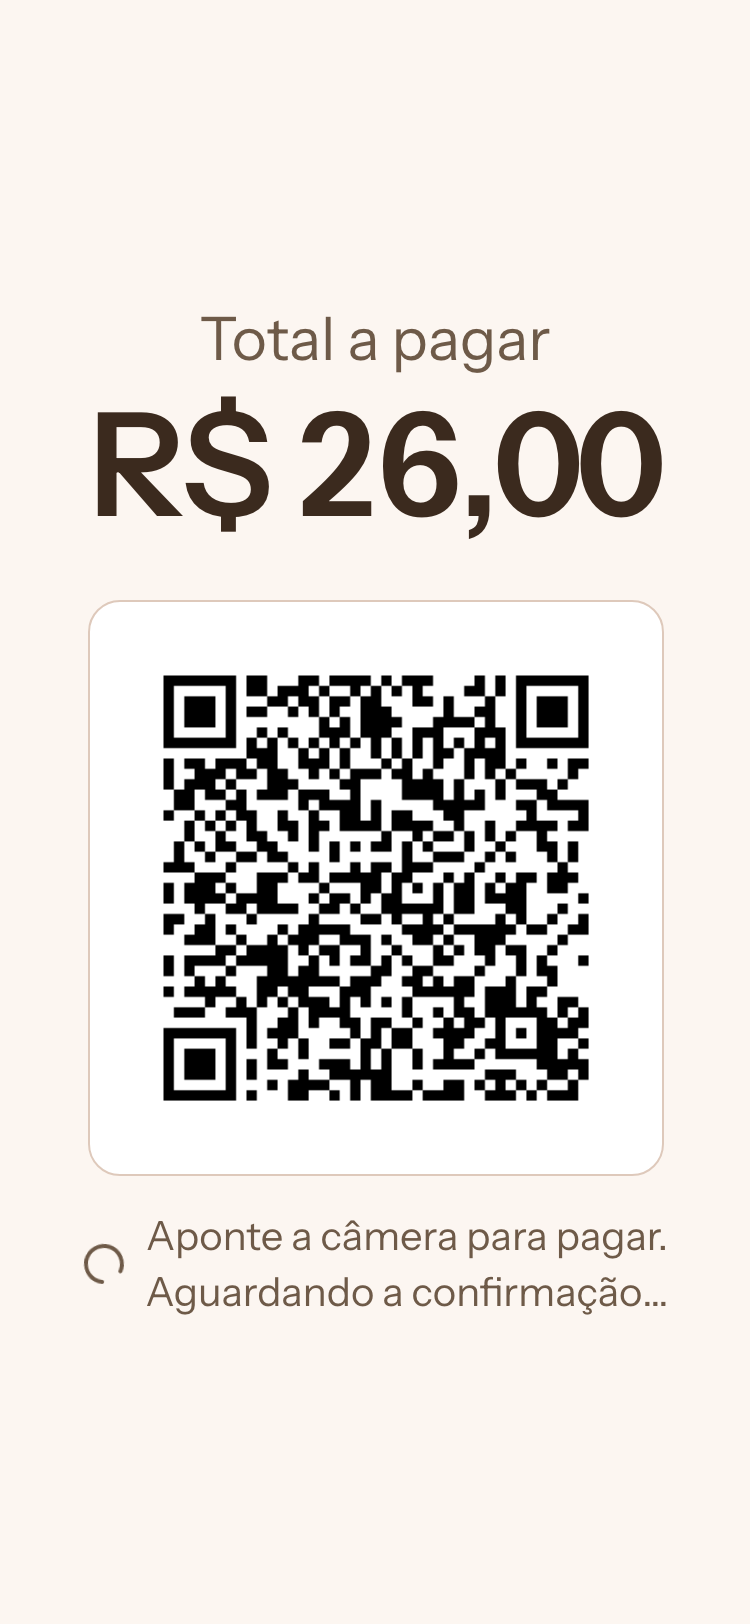 Total a pagar
R$ 26,00
Aponte a câmera para pagar.
Aguardando a confirmação...